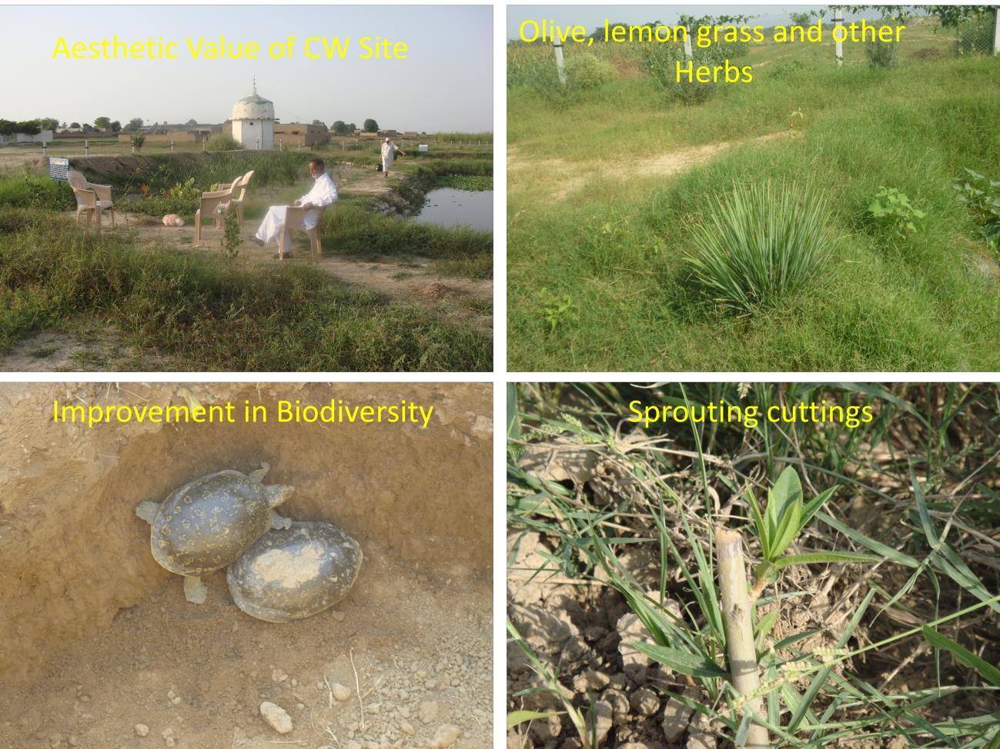 Aesthetic Value of CW Site
Olive, lemon grass and other
Herbs
Improvement in Biodiversity
Sprouting cuttings